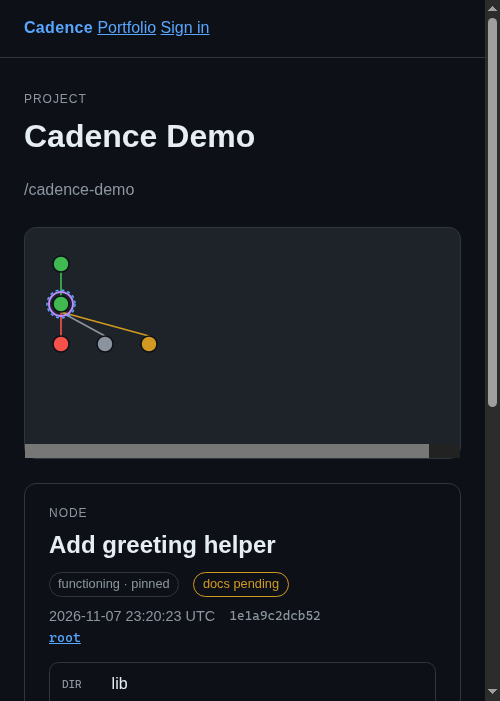 Cadence Portfolio Sign in
PROJECT
Cadence Demo
/cadence-demo
NODE
Add greeting helper
functioning · pinned docs pending
2026-11-07 23:20:23 UTC 1e1a9c2dcb52
root
DIR lib